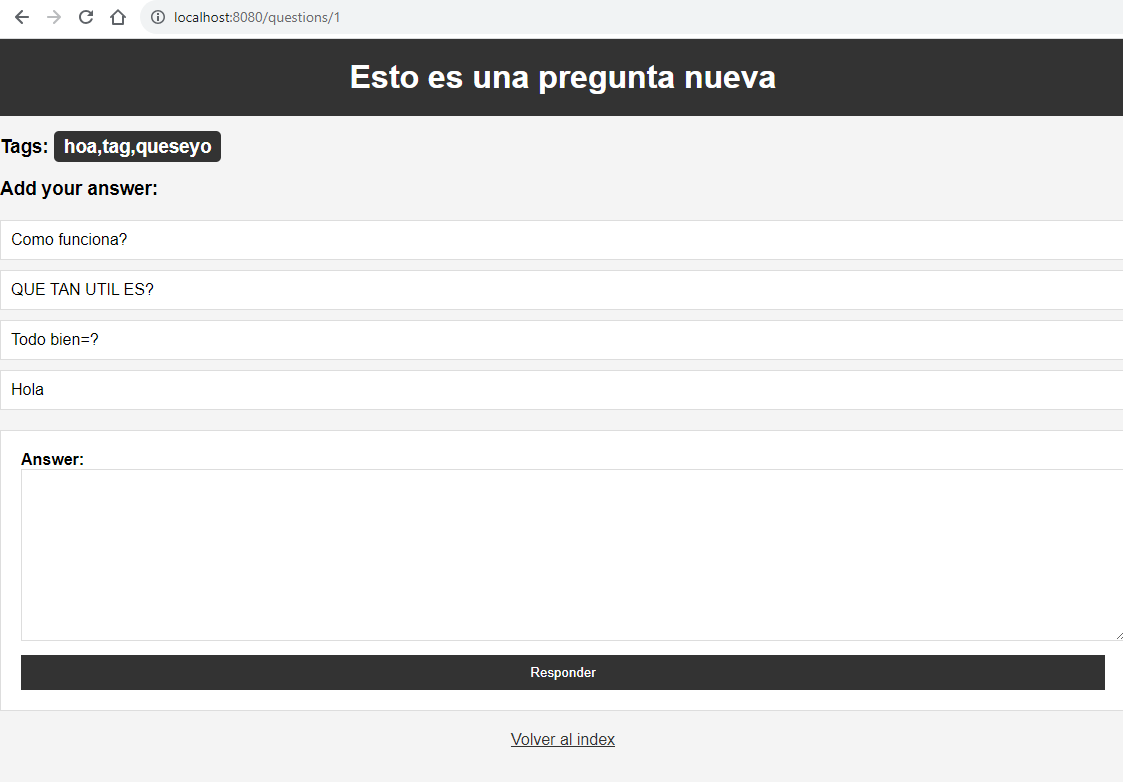 localhost:8080/questions/1
Esto es una pregunta nueva
Tags: hoa,tag,queseyo
Add your answer:
Como funciona?
QUE TAN UTIL ES?
Todo bien=?
Hola
Answer:
Responder
Volver al index